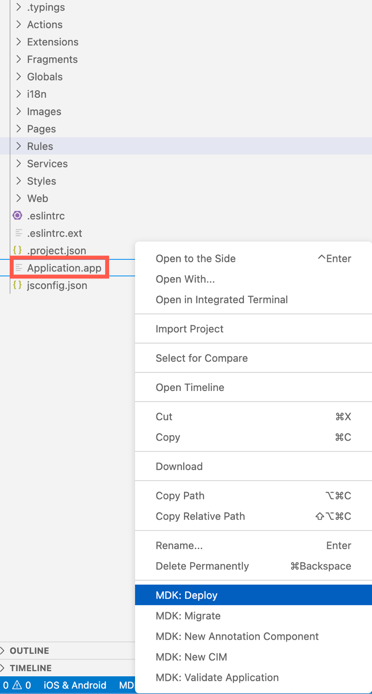 .typings
Actions
Extensions
Fragments
Globals
i18n
Images
Pages
Rules
Services
Styles
Web
.eslintrc
.eslintrc.ext
{} .project.json
Application.app
{} jsconfig.json
Open to the Side ^Enter
Open With...
Open in Integrated Terminal
Import Project
Select for Compare
Open Timeline
Cut ⌘X
Copy ⌘C
Download
Copy Path ⌥⌘C
Copy Relative Path ⇧⌥⌘C
Rename... Enter
Delete Permanently ⌘Backspace
MDK: Deploy
MDK: Migrate
MDK: New Annotation Component
MDK: New CIM
MDK: Validate Application
OUTLINE
TIMELINE
0 ⚠ 0 iOS & Android MD